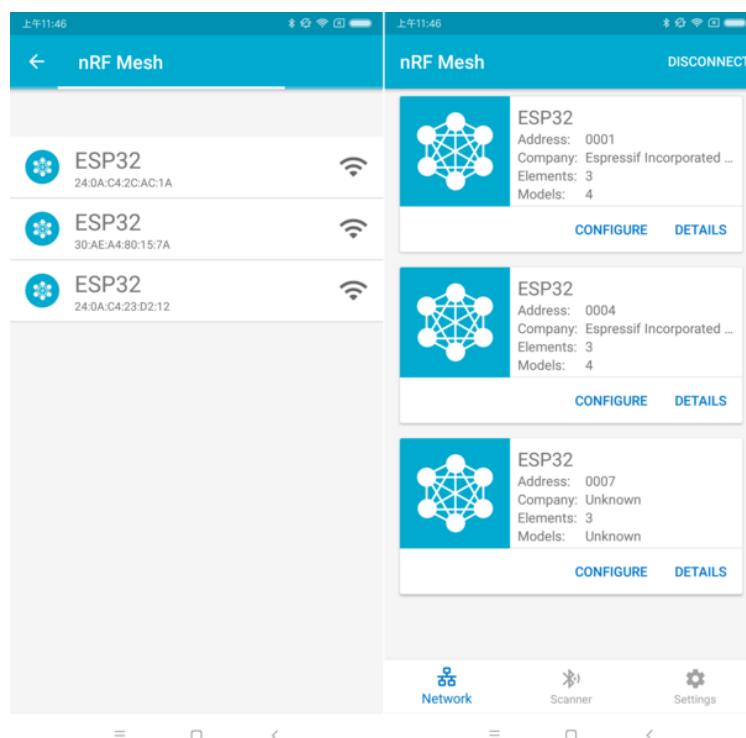 上午11:46
nRF Mesh
ESP32
24:0A:C4:2C:AC:1A
ESP32
30:AE:A4:80:15:7A
ESP32
24:0A:C4:23:D2:12
上午11:46
nRF Mesh
DISCONNECT
ESP32
Address: 0001
Company: Espressif Incorporated ...
Elements: 3
Models: 4
CONFIGURE DETAILS
ESP32
Address: 0004
Company: Espressif Incorporated ...
Elements: 3
Models: 4
CONFIGURE DETAILS
ESP32
Address: 0007
Company: Unknown
Elements: 3
Models: Unknown
CONFIGURE DETAILS
Network Scanner Settings